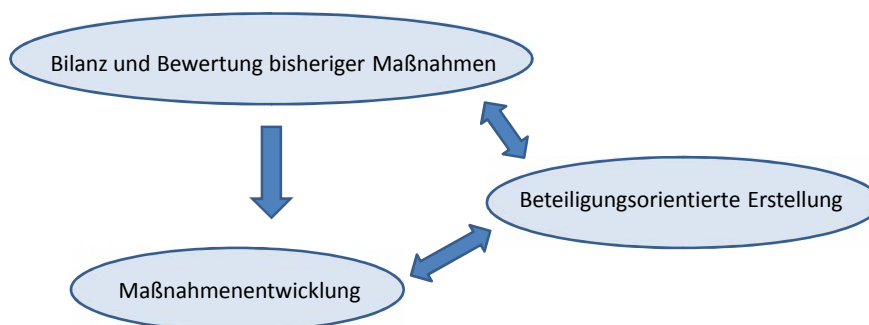 Bilanz und Bewertung bisheriger Maßnahmen
Beteiligungsorientierte Erstellung
Maßnahmenentwicklung